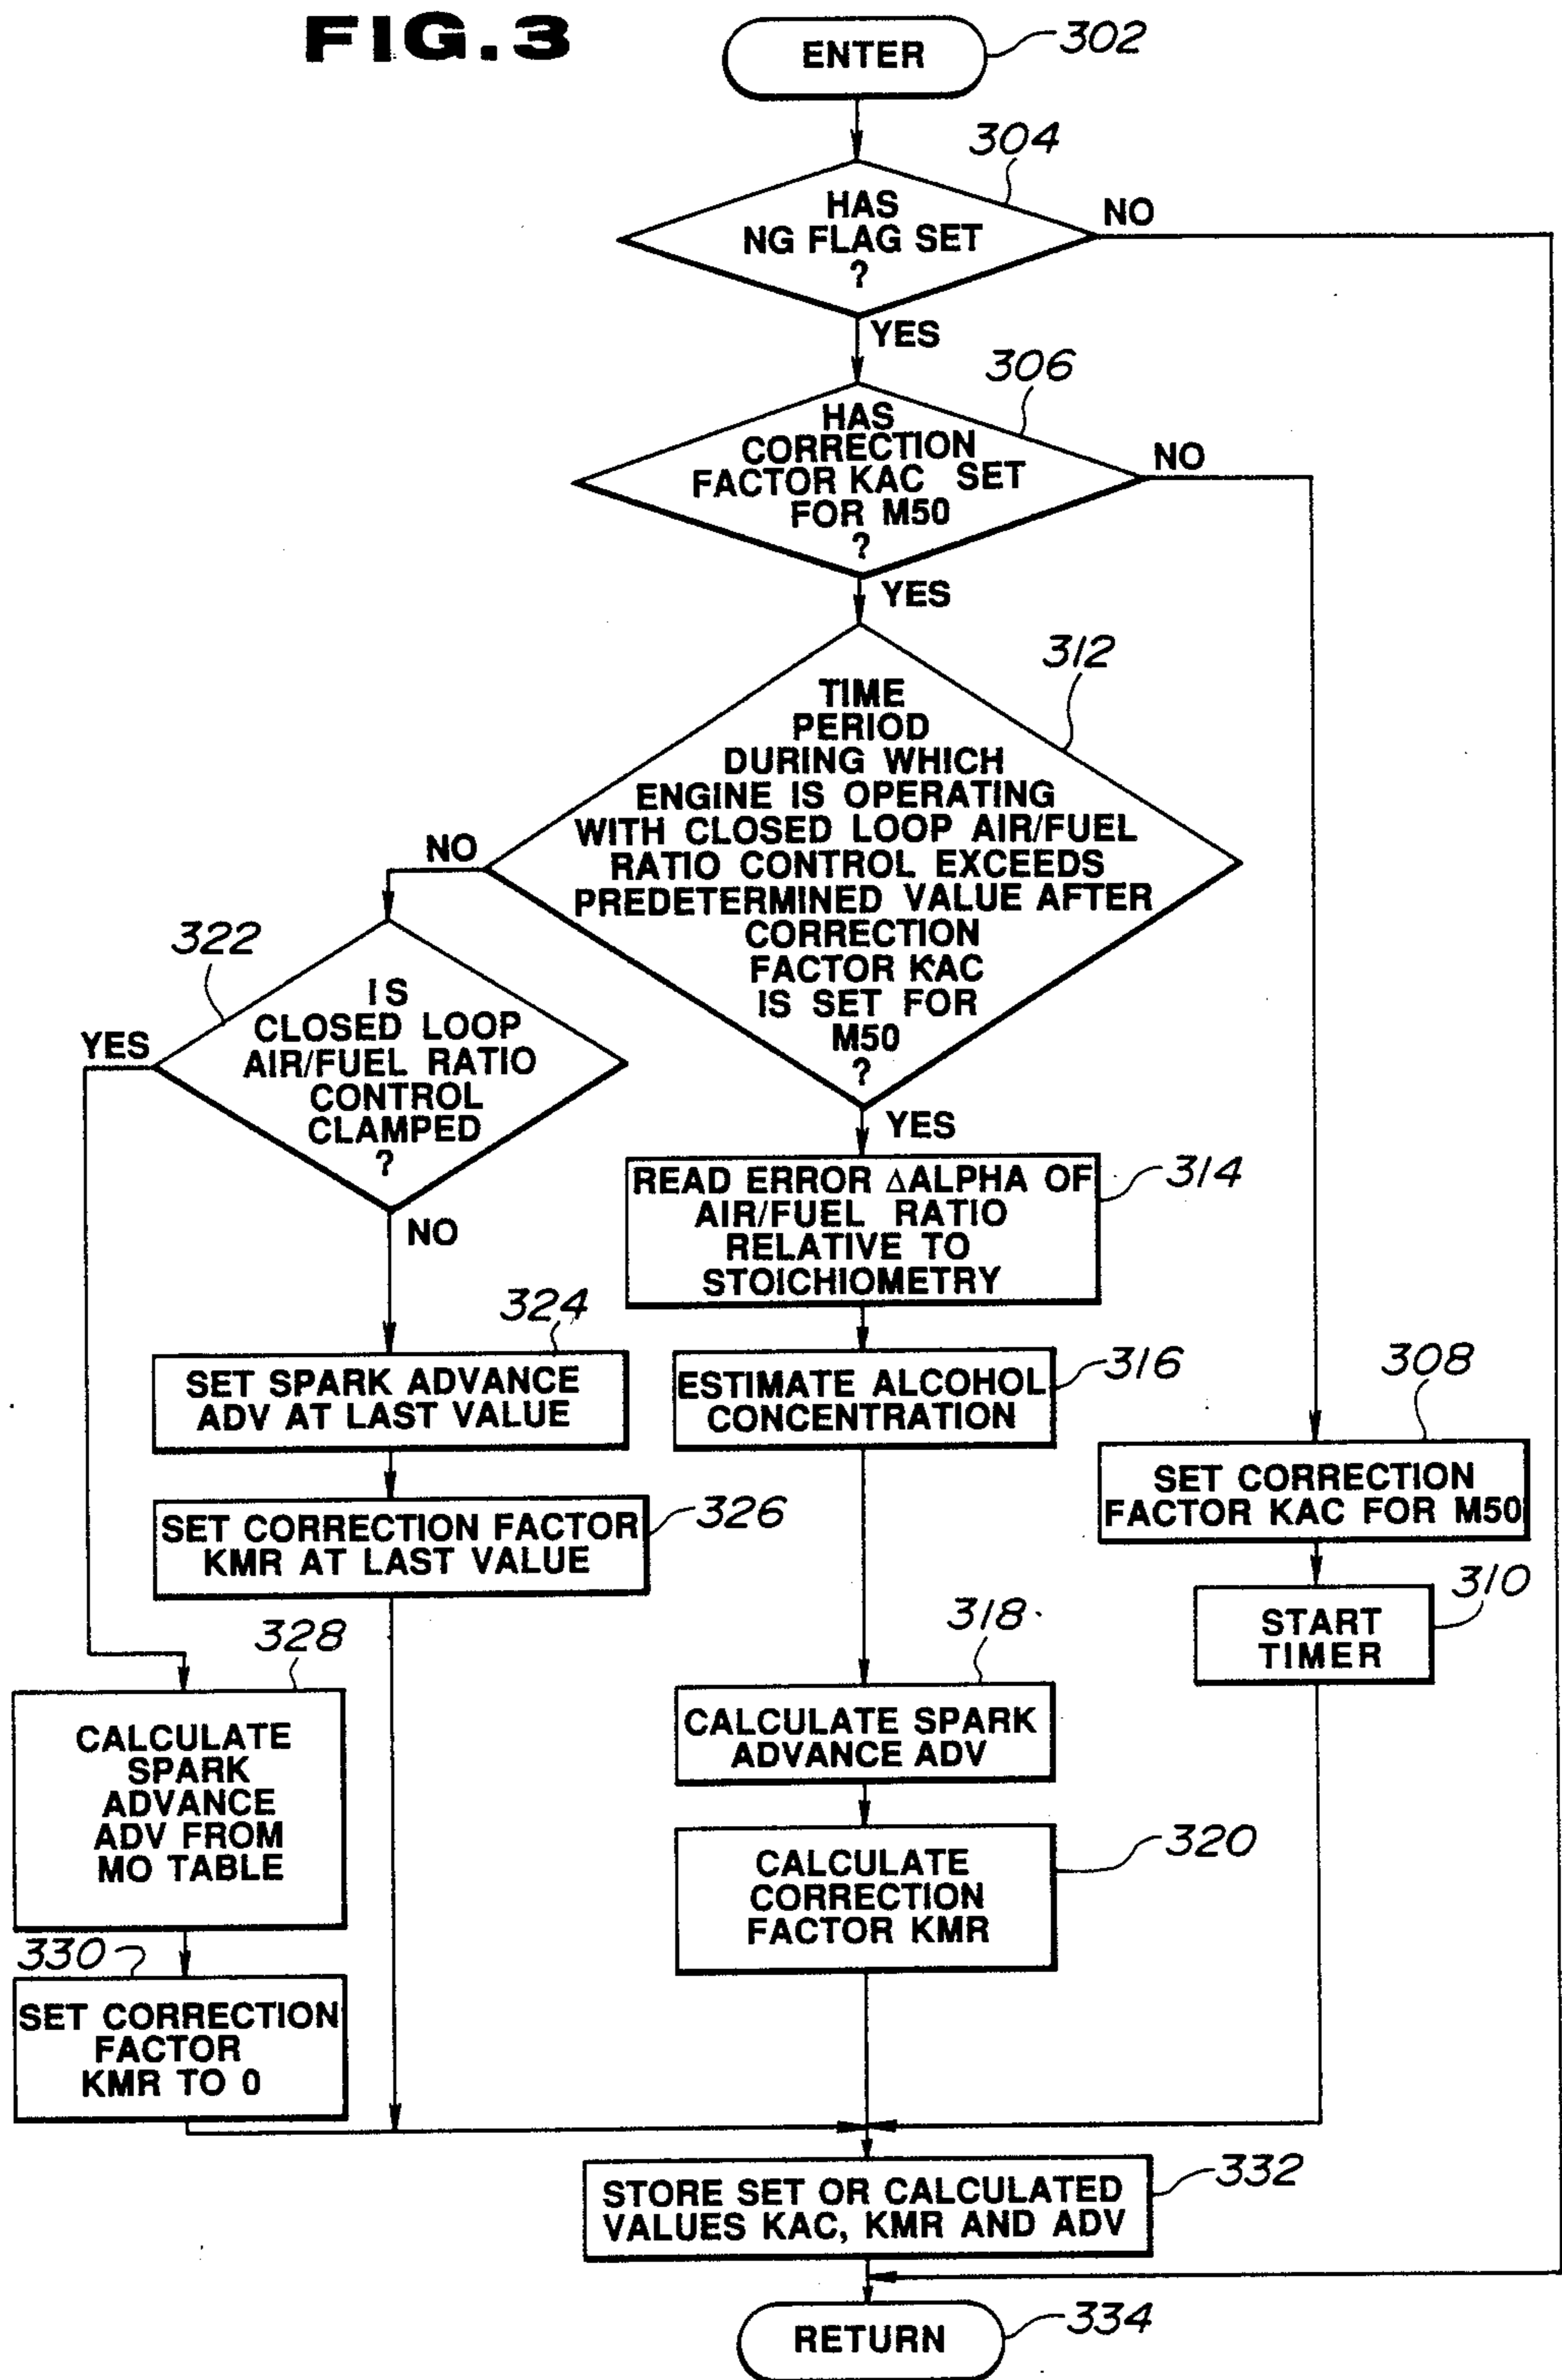 FIG.3
ENTER
302
304
HAS
NG FLAG SET
?
NO
YES
306
HAS
CORRECTION
FACTOR KAC SET
FOR M50
?
NO
YES
312
TIME
PERIOD
DURING WHICH
ENGINE IS OPERATING
WITH CLOSED LOOP AIR/FUEL
RATIO CONTROL EXCEEDS
PREDETERMINED VALUE AFTER
CORRECTION
FACTOR KAC
IS SET FOR
M50
?
NO
YES
322
IS
CLOSED LOOP
AIR/FUEL RATIO
CONTROL
CLAMPED
?
YES
NO
READ ERROR ΔALPHA OF
AIR/FUEL RATIO
RELATIVE TO
STOICHIOMETRY
314
324
SET SPARK ADVANCE
ADV AT LAST VALUE
ESTIMATE ALCOHOL
CONCENTRATION
316
308
SET CORRECTION
FACTOR KAC FOR M50
SET CORRECTION FACTOR
KMR AT LAST VALUE
326
310
START
TIMER
328
CALCULATE
SPARK
ADVANCE
ADV FROM
MO TABLE
318
CALCULATE SPARK
ADVANCE ADV
320
CALCULATE
CORRECTION
FACTOR KMR
330
SET CORRECTION
FACTOR
KMR TO 0
STORE SET OR CALCULATED
VALUES KAC, KMR AND ADV
332
RETURN
334